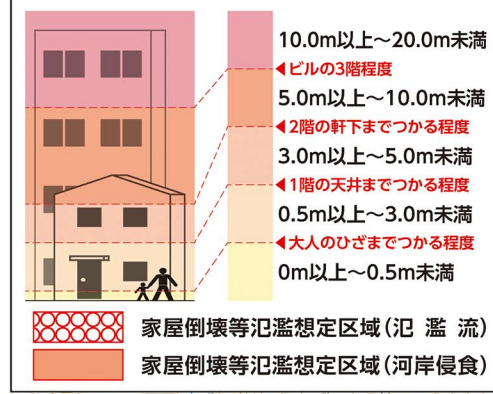 10.0m以上～20.0m未満
◀ビルの3階程度
5.0m以上～10.0m未満
◀2階の軒下までつかる程度
3.0m以上～5.0m未満
◀1階の天井までつかる程度
0.5m以上～3.0m未満
◀大人のひざまでつかる程度
0m以上～0.5m未満
家屋倒壊等氾濫想定区域（氾 濫 流）
家屋倒壊等氾濫想定区域（河岸侵食）